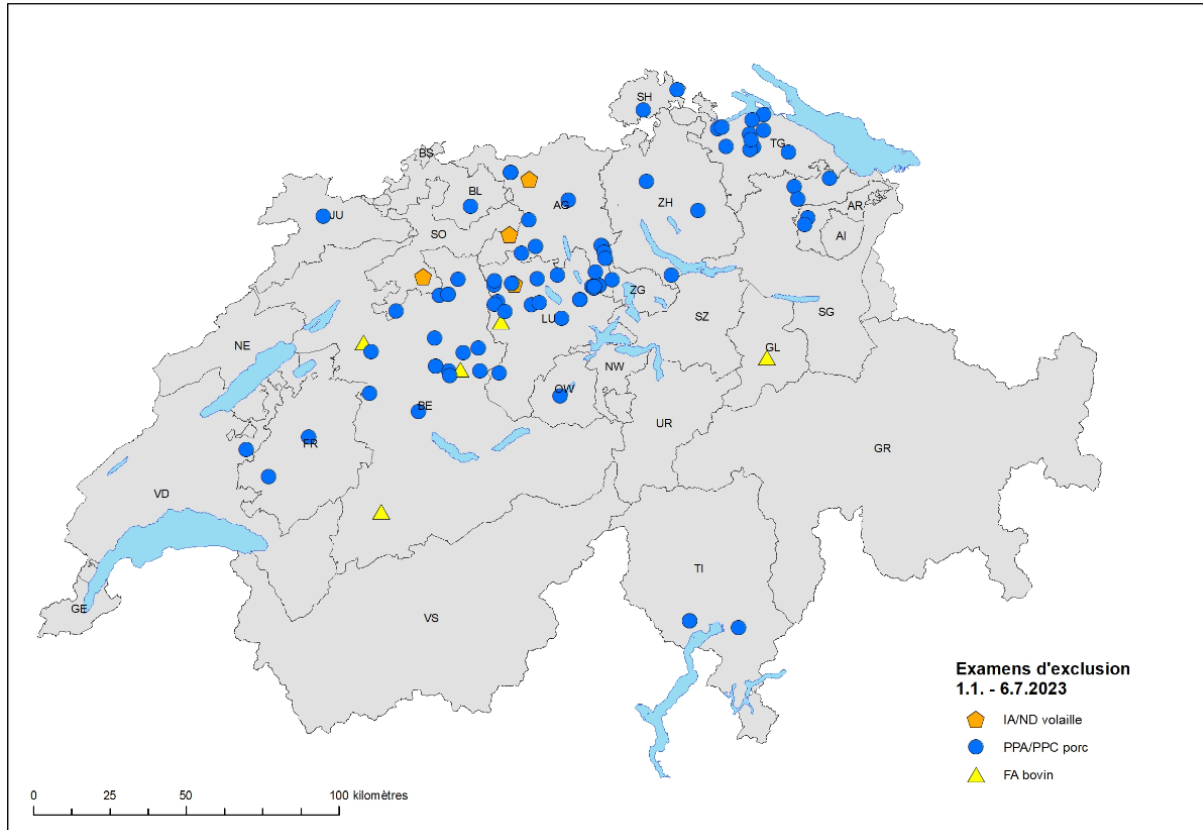 SH
TG
BS
BL
AG
ZH
JU
AR
AI
SO
ZG
LU
SZ
SG
NE
GL
NW
OW
BE
UR
GR
FR
VD
TI
GE
VS
Examens d'exclusion
1.1. - 6.7.2023
IA/ND volaille
PPA/PPC porc
FA bovin
0 25 50 100 kilomètres